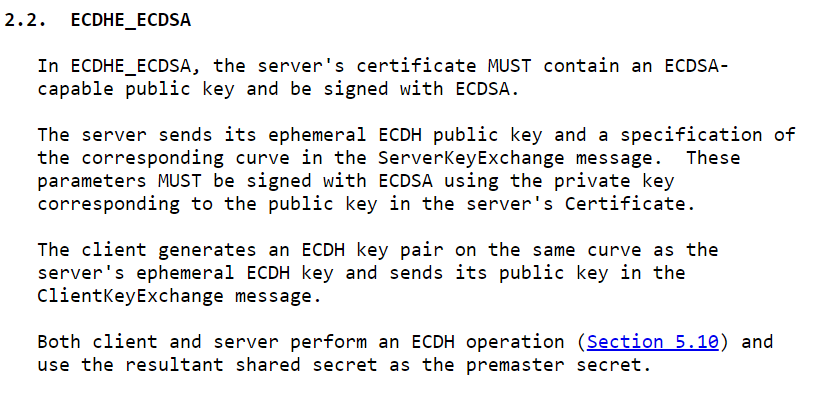 2.2. ECDHE_ECDSA
In ECDHE_ECDSA, the server's certificate MUST contain an ECDSA-
capable public key and be signed with ECDSA.
The server sends its ephemeral ECDH public key and a specification of
the corresponding curve in the ServerKeyExchange message. These
parameters MUST be signed with ECDSA using the private key
corresponding to the public key in the server's Certificate.
The client generates an ECDH key pair on the same curve as the
server's ephemeral ECDH key and sends its public key in the
ClientKeyExchange message.
Both client and server perform an ECDH operation (Section 5.10) and
use the resultant shared secret as the premaster secret.